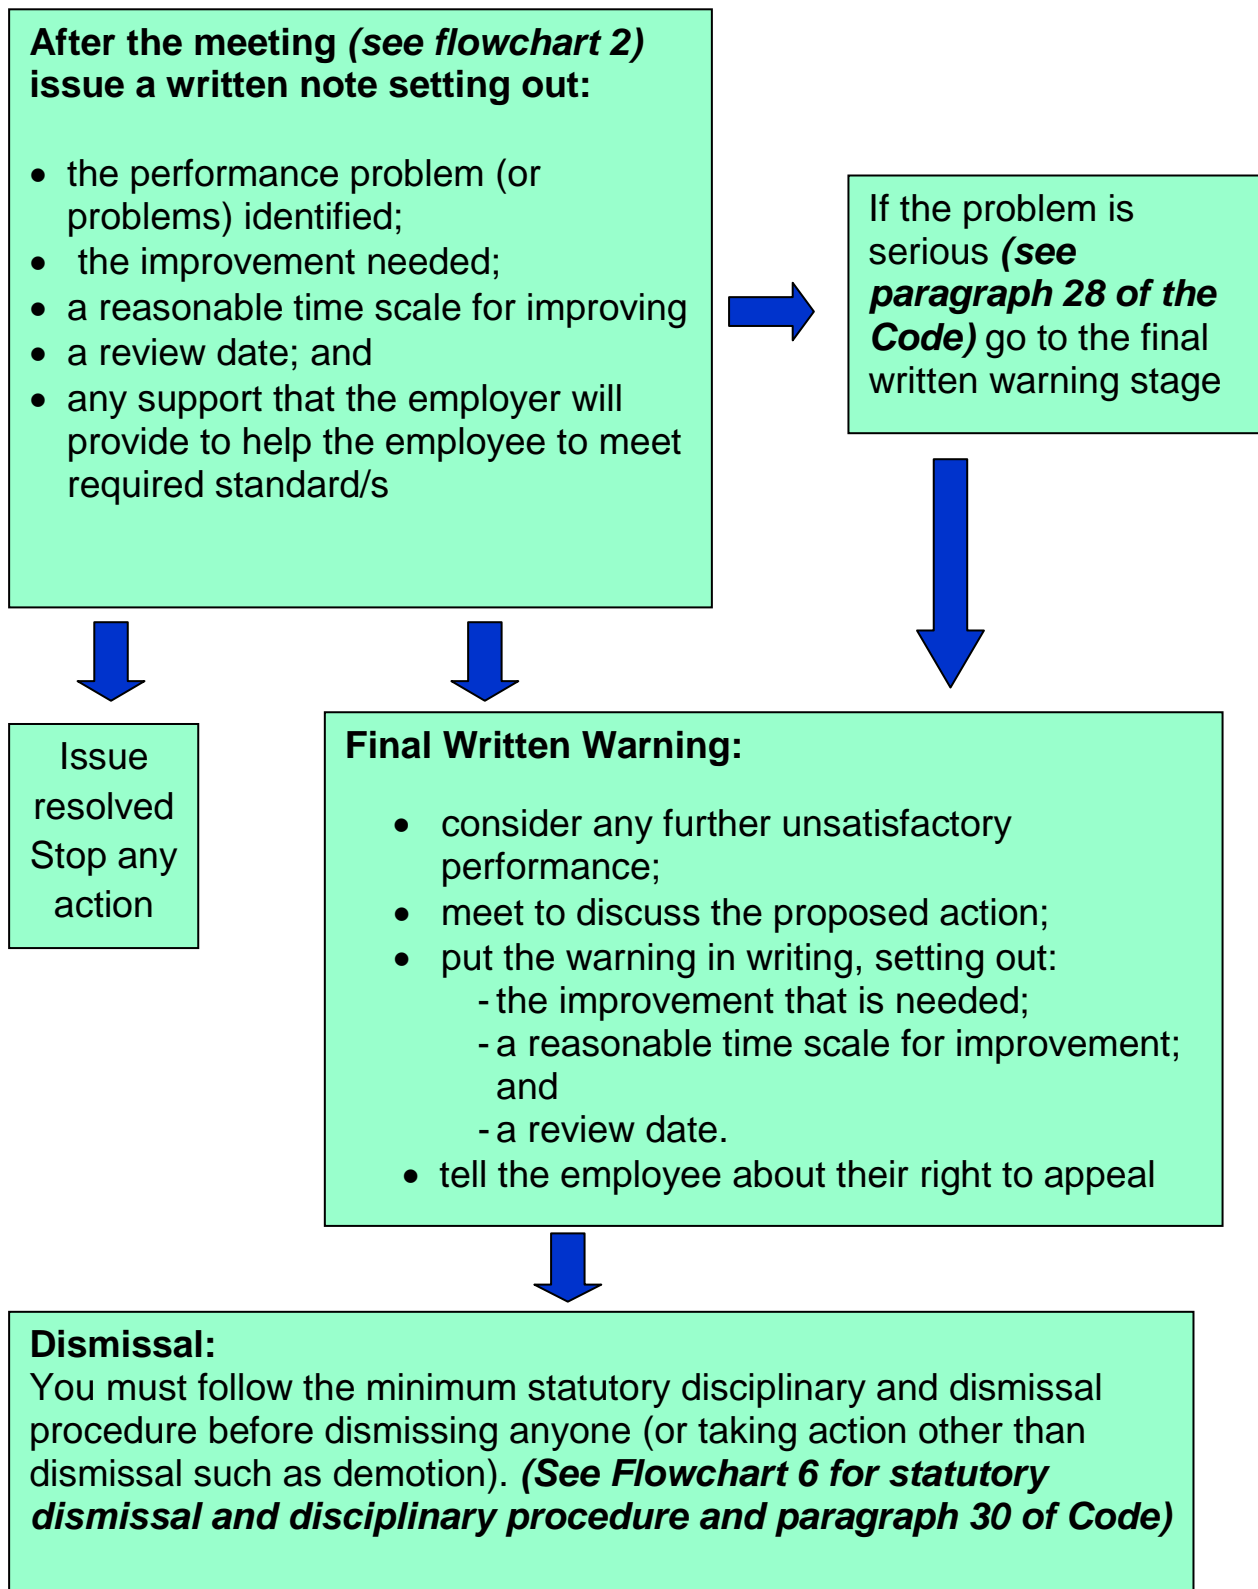 After the meeting (see flowchart 2)
issue a written note setting out:
• the performance problem (or
problems) identified;
• the improvement needed;
• a reasonable time scale for improving
• a review date; and
• any support that the employer will
provide to help the employee to meet
required standard/s
If the problem is
serious (see
paragraph 28 of the
Code) go to the final
written warning stage
Issue
resolved
Stop any
action
Final Written Warning:
• consider any further unsatisfactory
performance;
• meet to discuss the proposed action;
• put the warning in writing, setting out:
- the improvement that is needed;
- a reasonable time scale for improvement;
and
- a review date.
• tell the employee about their right to appeal
Dismissal:
You must follow the minimum statutory disciplinary and dismissal
procedure before dismissing anyone (or taking action other than
dismissal such as demotion). (See Flowchart 6 for statutory
dismissal and disciplinary procedure and paragraph 30 of Code)